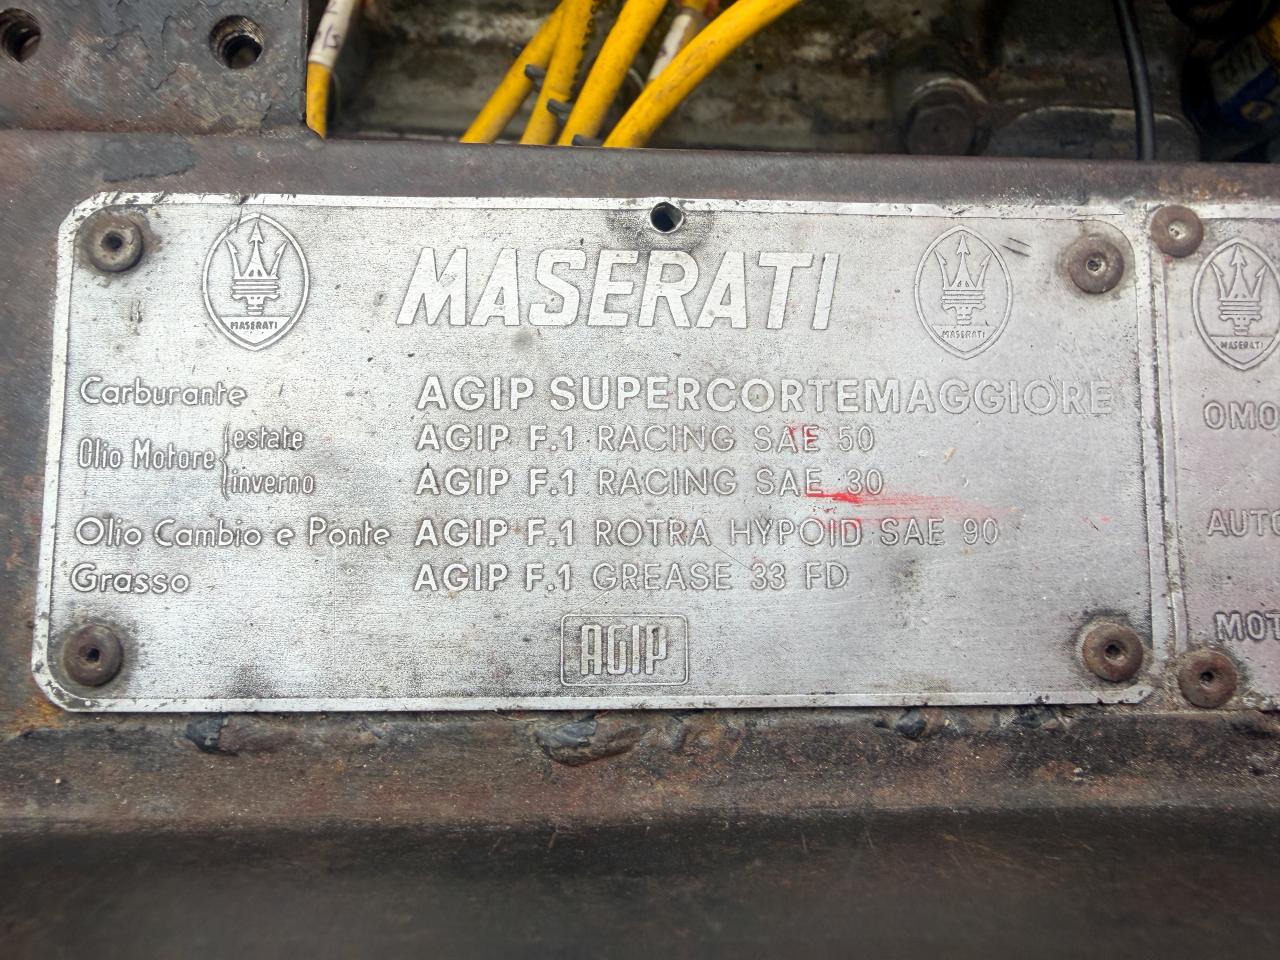 MASERATI
MASERATI
MASERATI
MASERATI
Carburante AGIP SUPERCORTEMAGGIORE
Olio Motore
estate AGIP F.1 RACING SAE 50
inverno AGIP F.1 RACING SAE 30
Olio Cambio e Ponte AGIP F.1 ROTRA HYPOID SAE 90
Grasso AGIP F.1 GREASE 33 FD
AGIP
OMO
AUTO
MOT